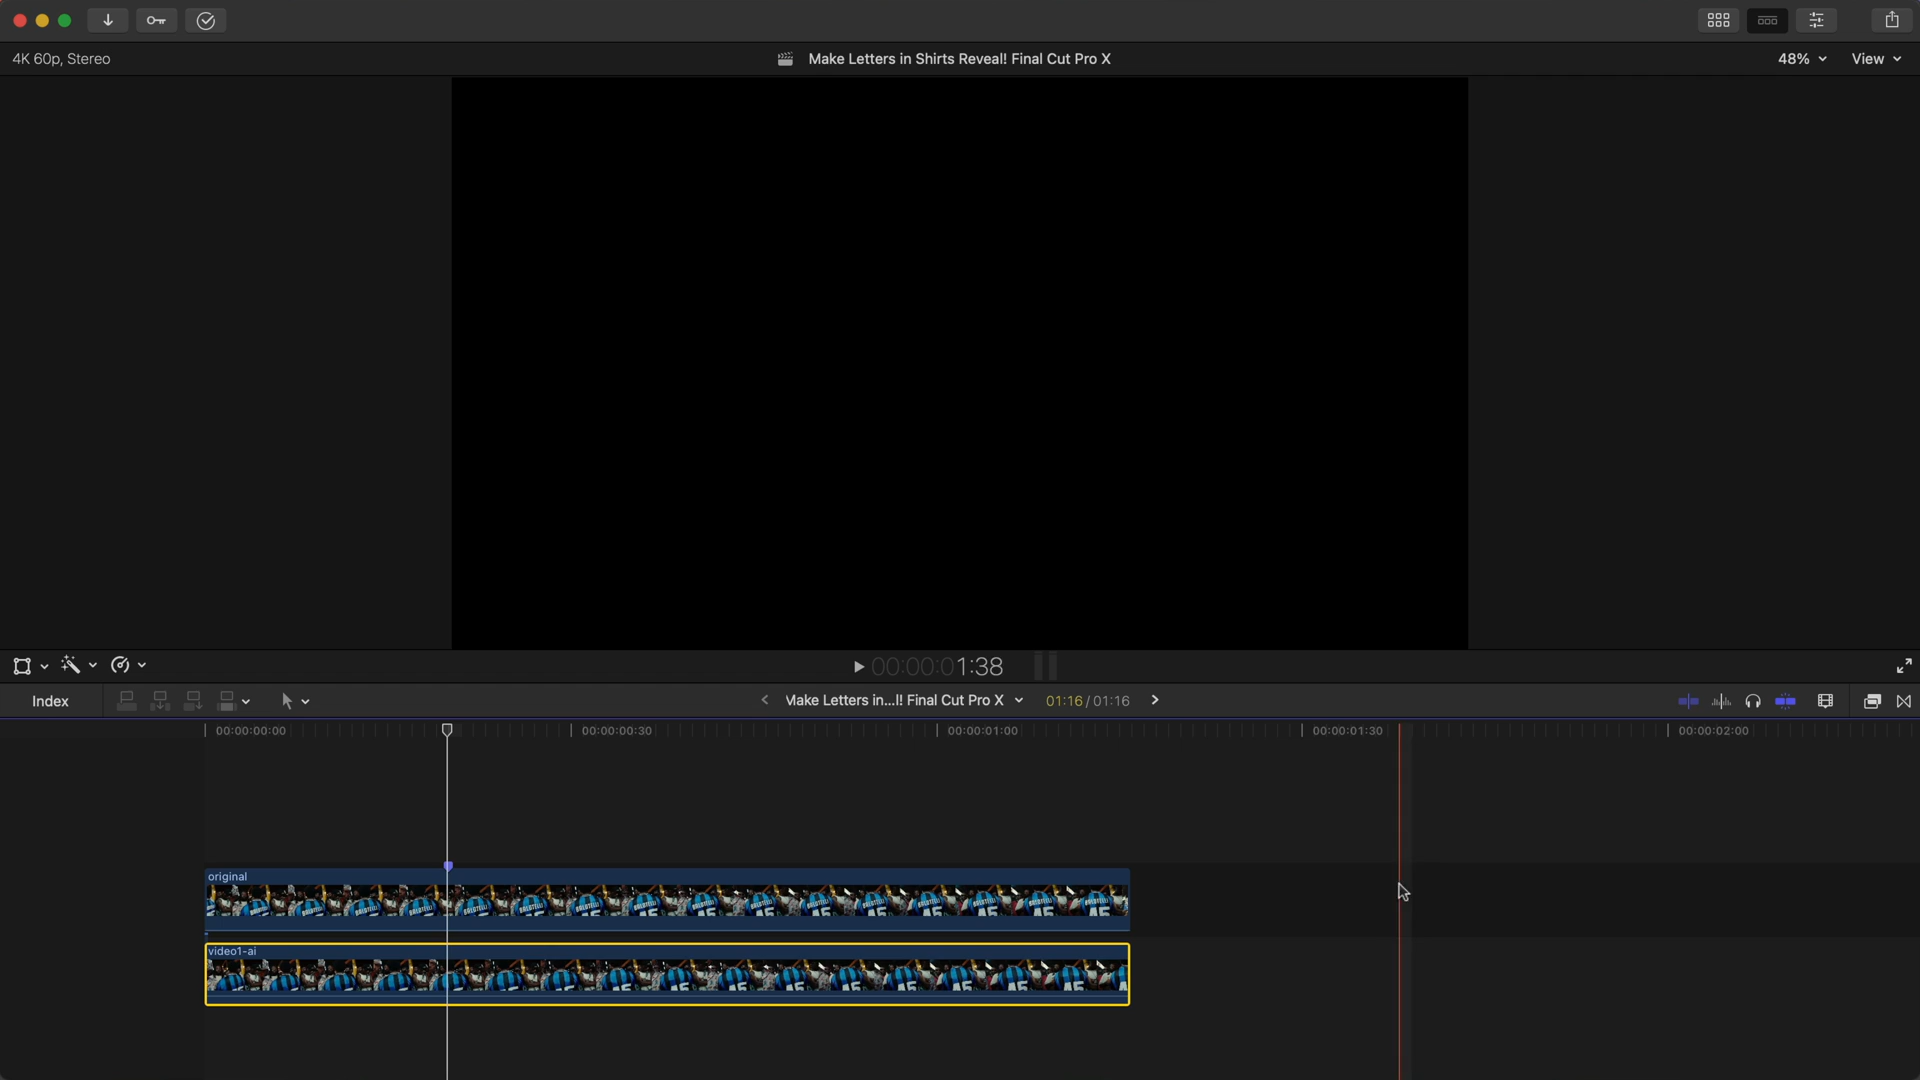 4K 60p, Stereo
Make Letters in Shirts Reveal! Final Cut Pro X
48%
View
00:00:01:38
Index
Make Letters in...l! Final Cut Pro X
01:16 / 01:16
00:00:00:00
00:00:00:30
00:00:01:00
00:00:01:30
00:00:02:00
original
video1-ai